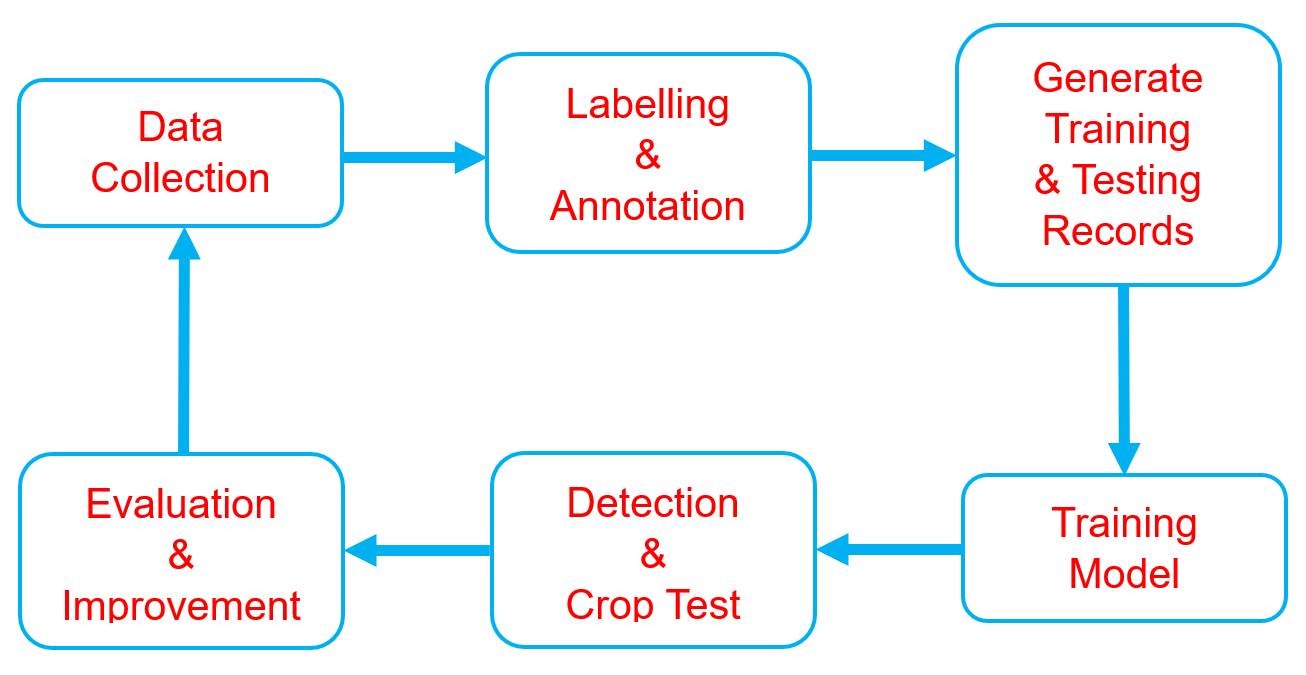 Data
Collection
Labelling
&
Annotation
Generate
Training
& Testing
Records
Training
Model
Detection
&
Crop Test
Evaluation
&
Improvement